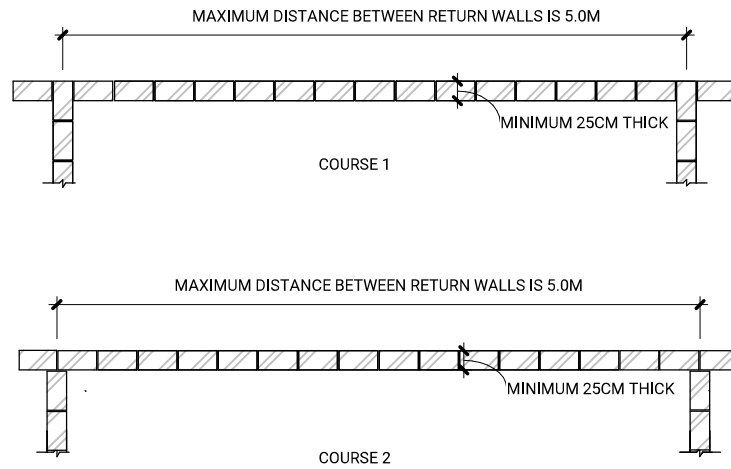 MAXIMUM DISTANCE BETWEEN RETURN WALLS IS 5.0M
MINIMUM 25CM THICK
COURSE 1
MAXIMUM DISTANCE BETWEEN RETURN WALLS IS 5.0M
MINIMUM 25CM THICK
COURSE 2